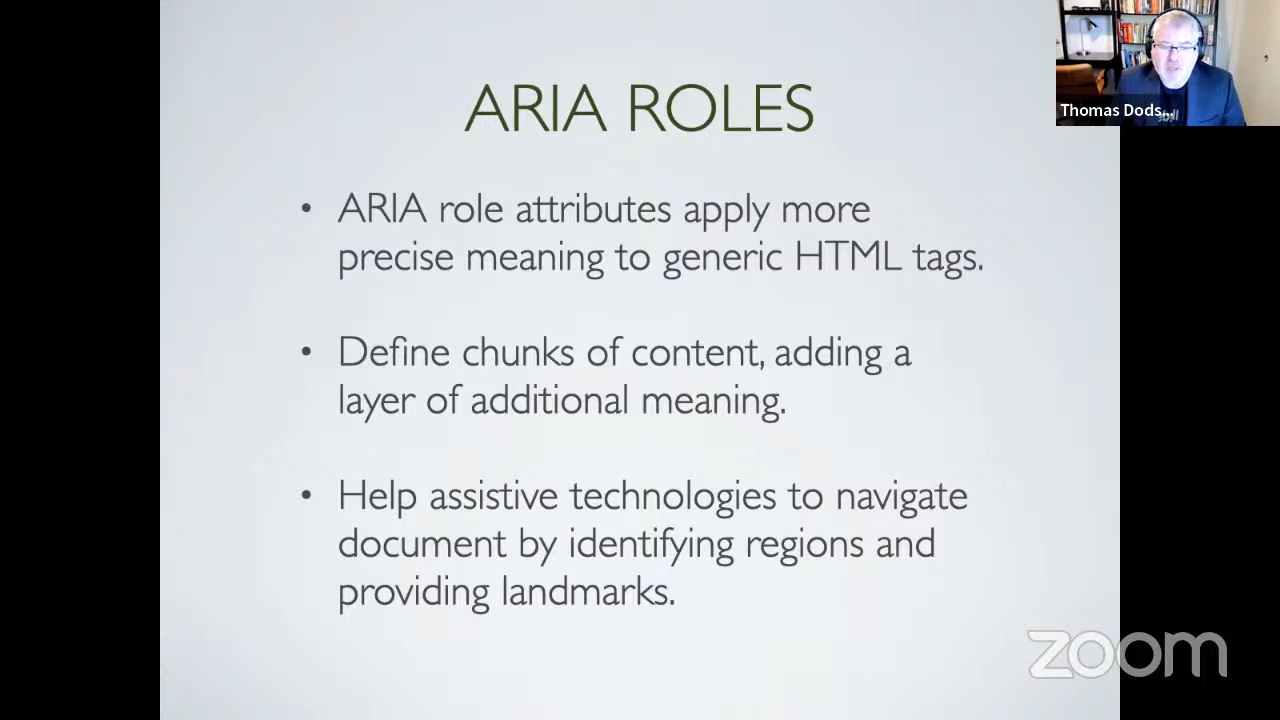 ARIA ROLES
• ARIA role attributes apply more
precise meaning to generic HTML tags.
• Define chunks of content, adding a
layer of additional meaning.
• Help assistive technologies to navigate
document by identifying regions and
providing landmarks.
Thomas Dods...
zoom